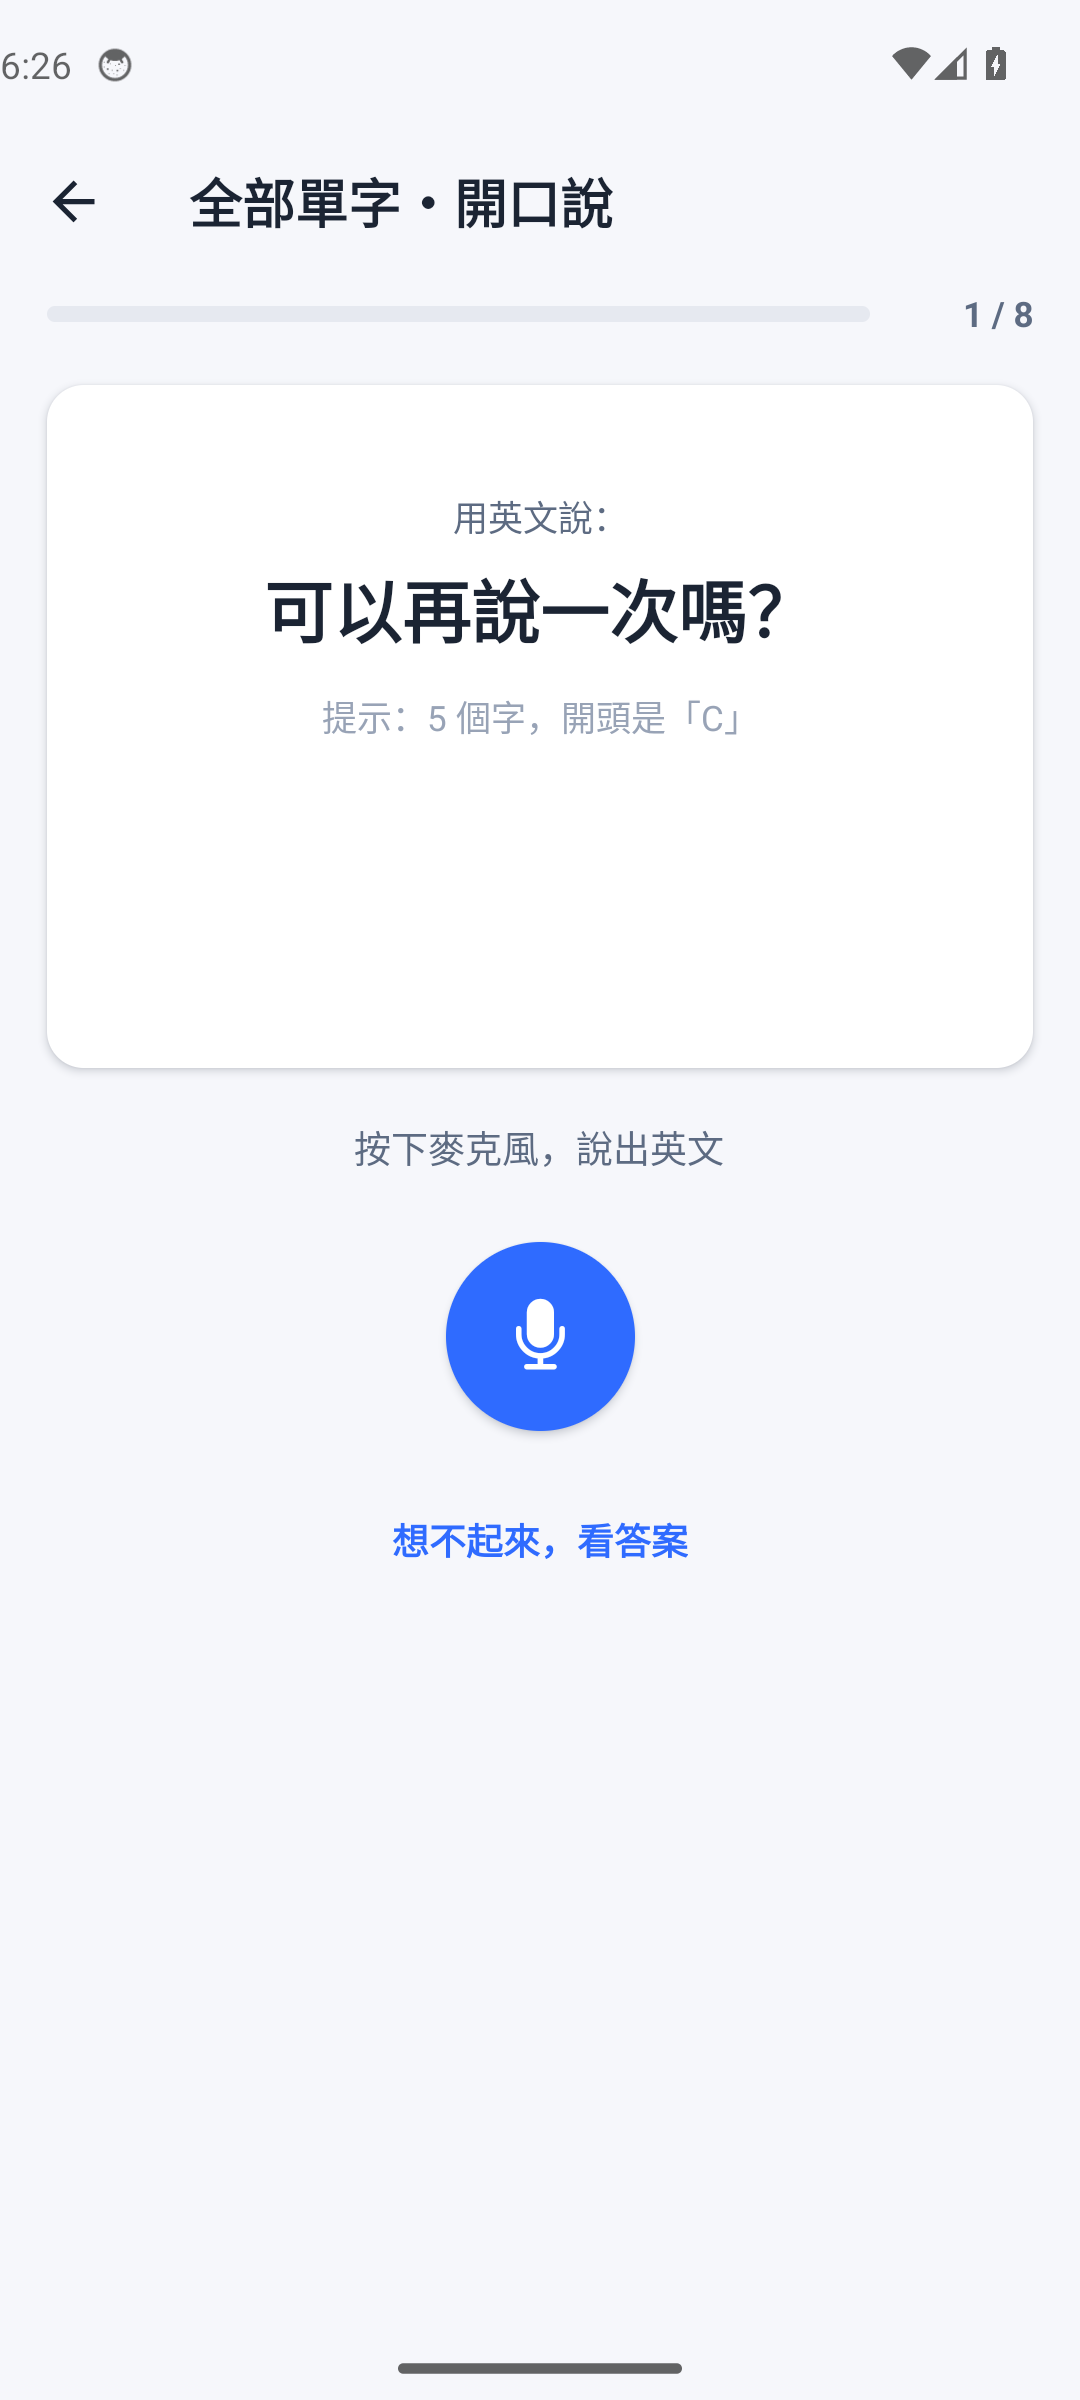 6:26
全部單字・開口說
1 / 8
用英文說：
可以再說一次嗎？
提示：5 個字，開頭是「C」
按下麥克風，說出英文
想不起來，看答案